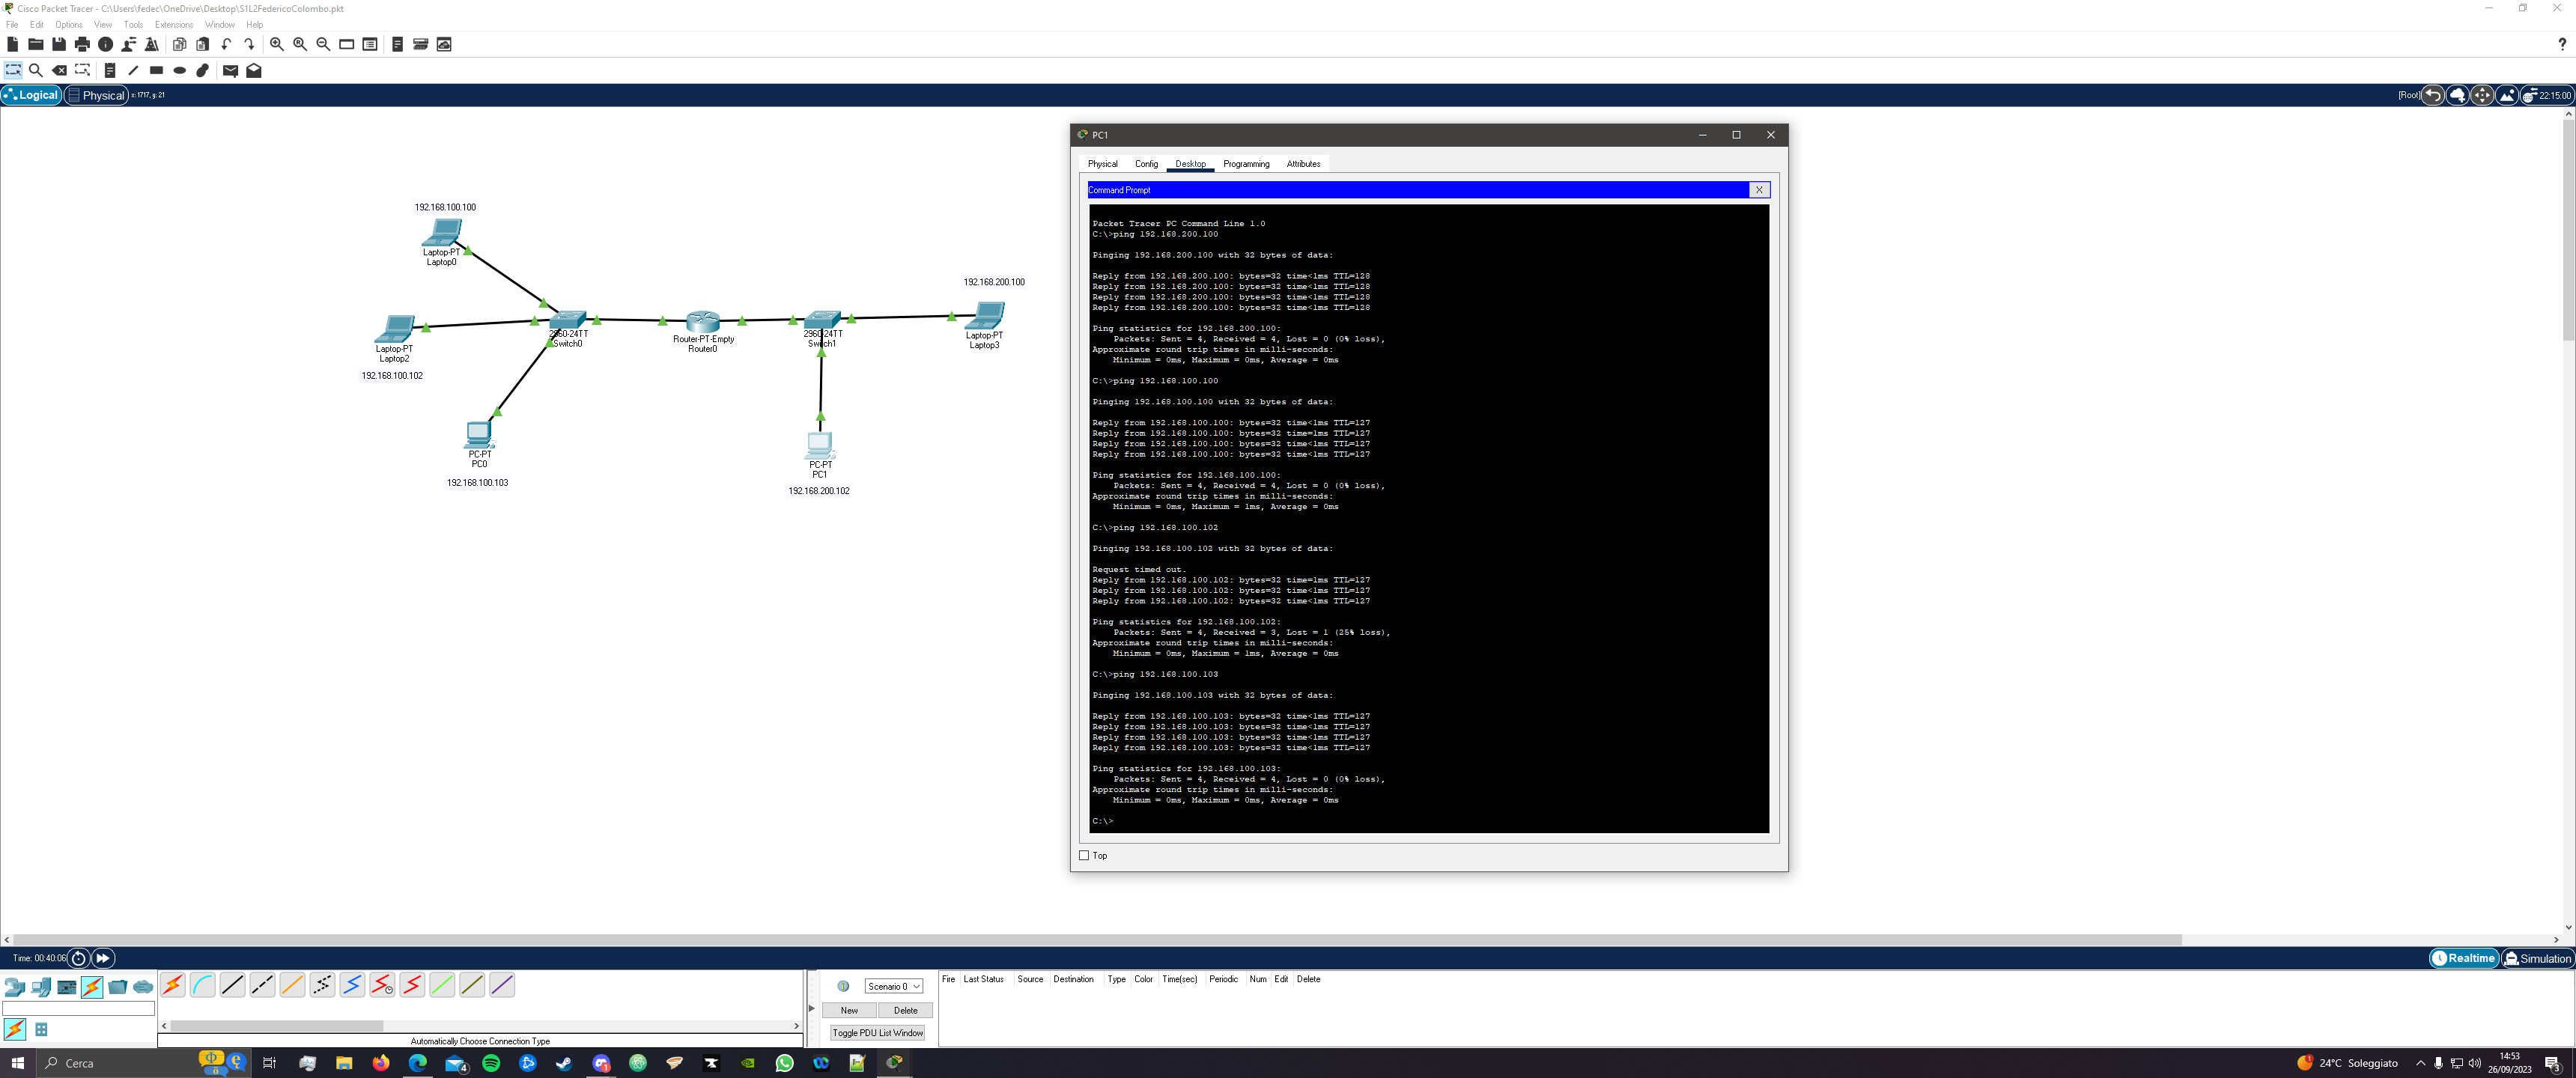 Cisco Packet Tracer - C:\Users\fedec\OneDrive\Desktop\S1L2FedericoColombo.pkt
File Edit Options View Tools Extensions Window Help
Logical Physical x: 1717, y: 21 [Root] 22:15:00
192.168.100.100
Laptop-PT
Laptop0
Laptop-PT
Laptop2
192.168.100.102
2960-24TT
Switch0
PC-PT
PC0
192.168.100.103
Router-PT-Empty
Router0
2960-24TT
Switch1
PC-PT
PC1
192.168.200.102
192.168.200.100
Laptop-PT
Laptop3
PC1
Physical Config Desktop Programming Attributes
Command Prompt X
Packet Tracer PC Command Line 1.0
C:\>ping 192.168.200.100
Pinging 192.168.200.100 with 32 bytes of data:
Reply from 192.168.200.100: bytes=32 time<1ms TTL=128
Reply from 192.168.200.100: bytes=32 time<1ms TTL=128
Reply from 192.168.200.100: bytes=32 time<1ms TTL=128
Reply from 192.168.200.100: bytes=32 time<1ms TTL=128
Ping statistics for 192.168.200.100:
Packets: Sent = 4, Received = 4, Lost = 0 (0% loss),
Approximate round trip times in milli-seconds:
Minimum = 0ms, Maximum = 0ms, Average = 0ms
C:\>ping 192.168.100.100
Pinging 192.168.100.100 with 32 bytes of data:
Reply from 192.168.100.100: bytes=32 time<1ms TTL=127
Reply from 192.168.100.100: bytes=32 time=1ms TTL=127
Reply from 192.168.100.100: bytes=32 time<1ms TTL=127
Reply from 192.168.100.100: bytes=32 time<1ms TTL=127
Ping statistics for 192.168.100.100:
Packets: Sent = 4, Received = 4, Lost = 0 (0% loss),
Approximate round trip times in milli-seconds:
Minimum = 0ms, Maximum = 1ms, Average = 0ms
C:\>ping 192.168.100.102
Pinging 192.168.100.102 with 32 bytes of data:
Request timed out.
Reply from 192.168.100.102: bytes=32 time=1ms TTL=127
Reply from 192.168.100.102: bytes=32 time<1ms TTL=127
Reply from 192.168.100.102: bytes=32 time<1ms TTL=127
Ping statistics for 192.168.100.102:
Packets: Sent = 4, Received = 3, Lost = 1 (25% loss),
Approximate round trip times in milli-seconds:
Minimum = 0ms, Maximum = 1ms, Average = 0ms
C:\>ping 192.168.100.103
Pinging 192.168.100.103 with 32 bytes of data:
Reply from 192.168.100.103: bytes=32 time<1ms TTL=127
Reply from 192.168.100.103: bytes=32 time<1ms TTL=127
Reply from 192.168.100.103: bytes=32 time<1ms TTL=127
Reply from 192.168.100.103: bytes=32 time<1ms TTL=127
Ping statistics for 192.168.100.103:
Packets: Sent = 4, Received = 4, Lost = 0 (0% loss),
Approximate round trip times in milli-seconds:
Minimum = 0ms, Maximum = 0ms, Average = 0ms
C:\>
Top
Time: 00:40:06 Realtime Simulation
Scenario 0
New Delete
Toggle PDU List Window
Fire Last Status Source Destination Type Color Time(sec) Periodic Num Edit Delete
Automatically Choose Connection Type
Cerca 4 1 24°C Soleggiato 14:53
26/09/2023 3